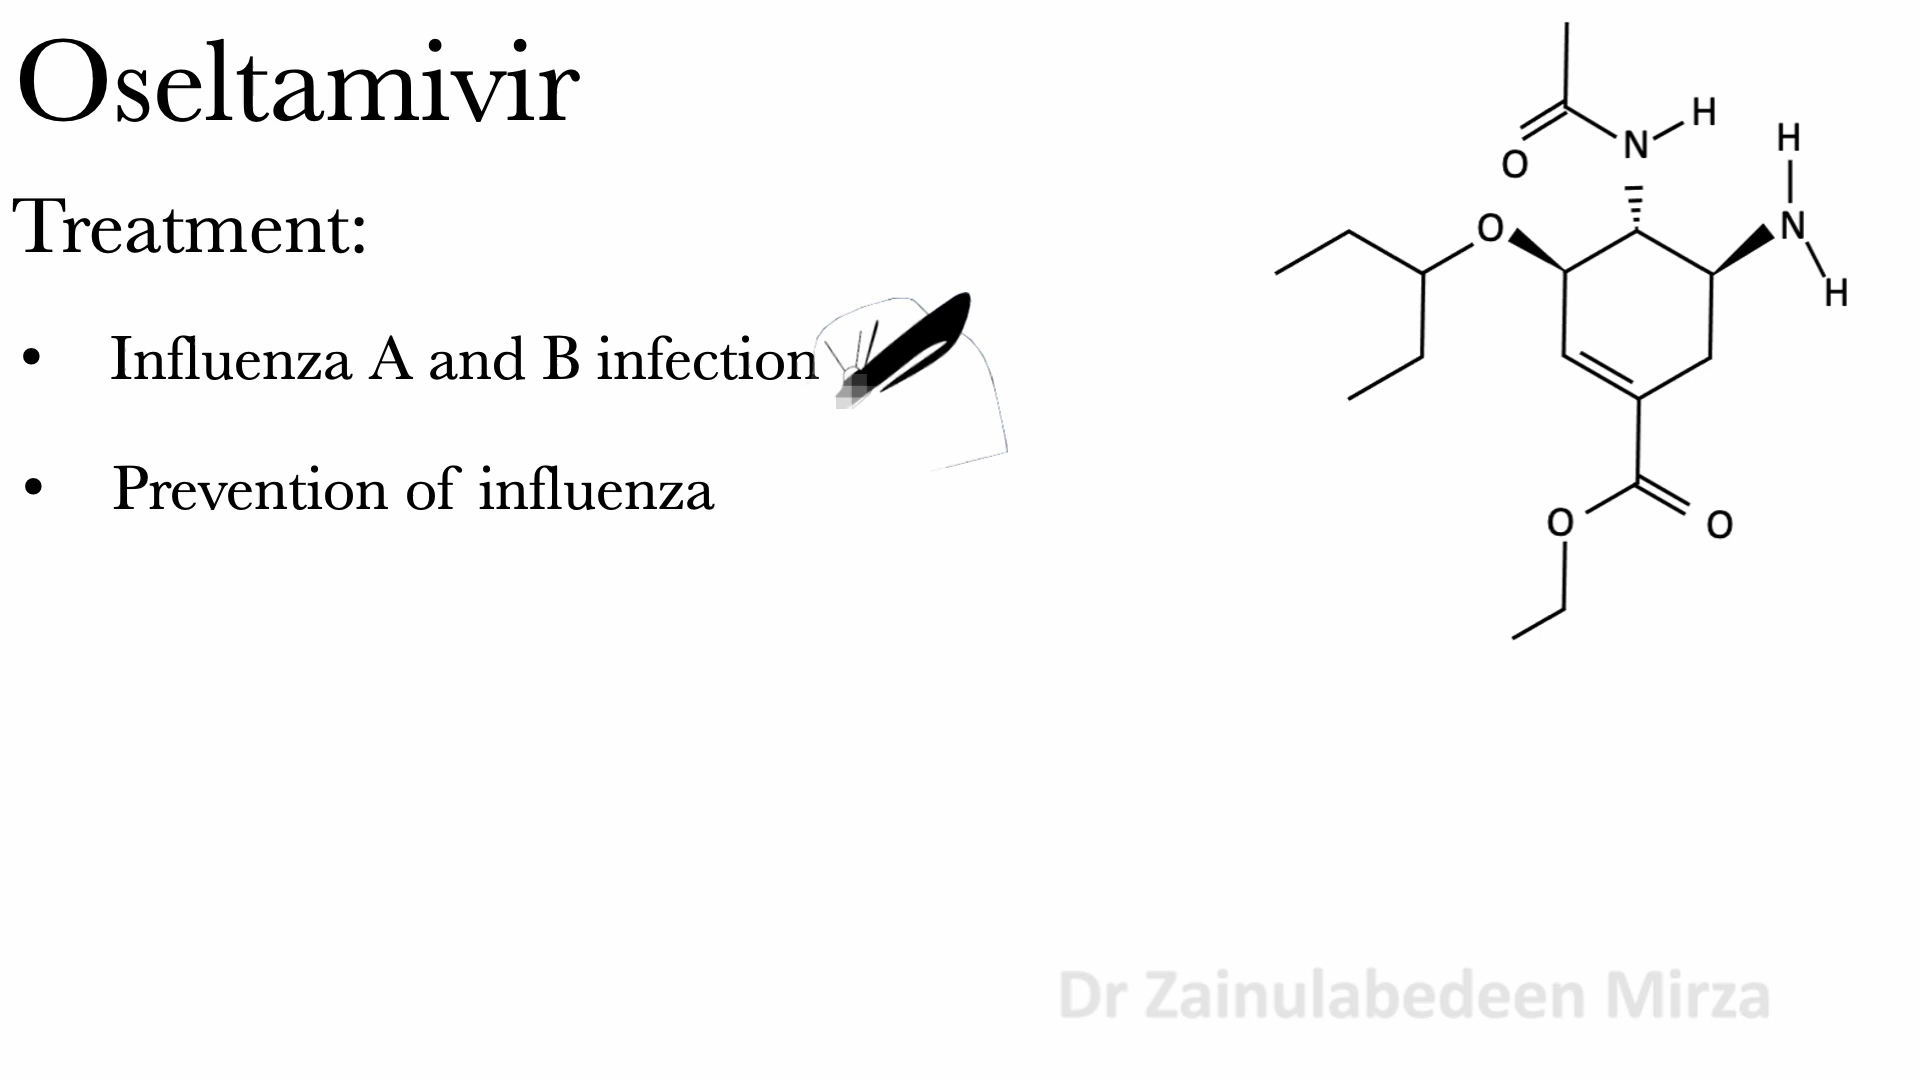 Oseltamivir
Treatment:
• Influenza A and B infection
• Prevention of influenza
O
N
H
H
N
H
O
O
O
Dr Zainulabedeen Mirza